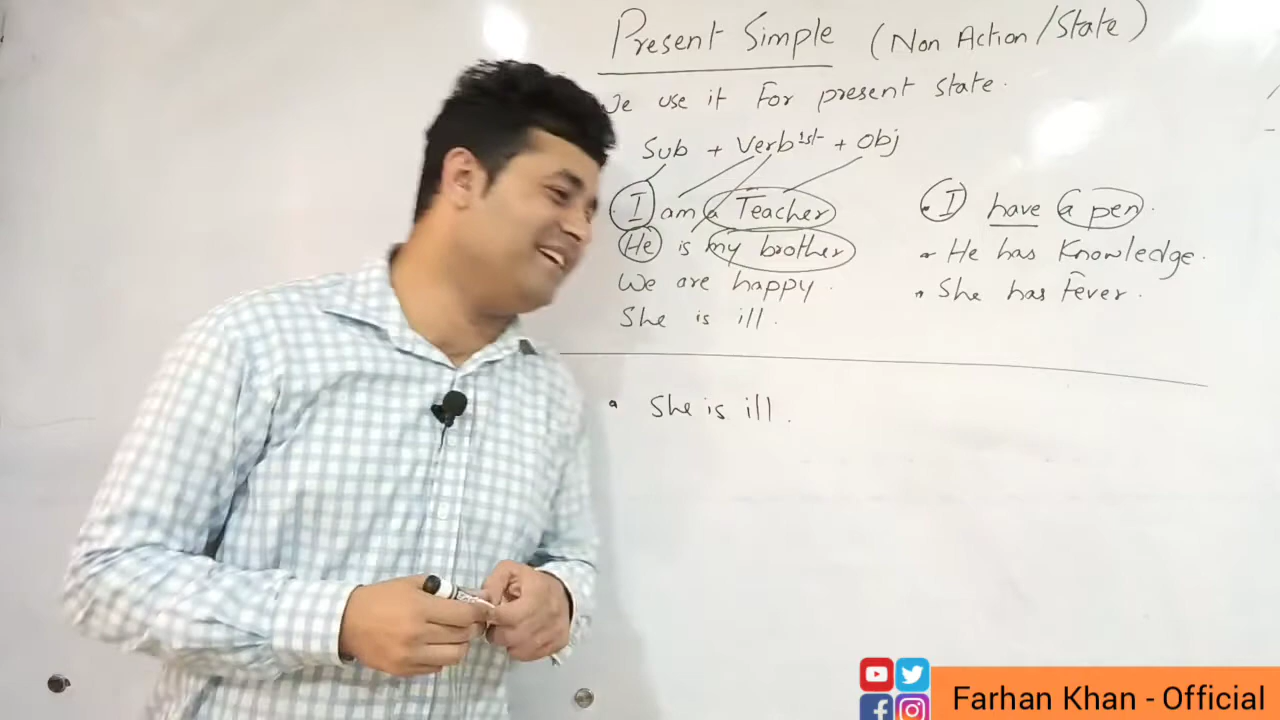 Present Simple (Non Action/State)
We use it For present state.
Sub + Verb 1st + Obj
I am a Teacher
He is my brother
We are happy.
She is ill.
I have a pen.
He has Knowledge.
She has Fever.
She is ill.
Farhan Khan - Official